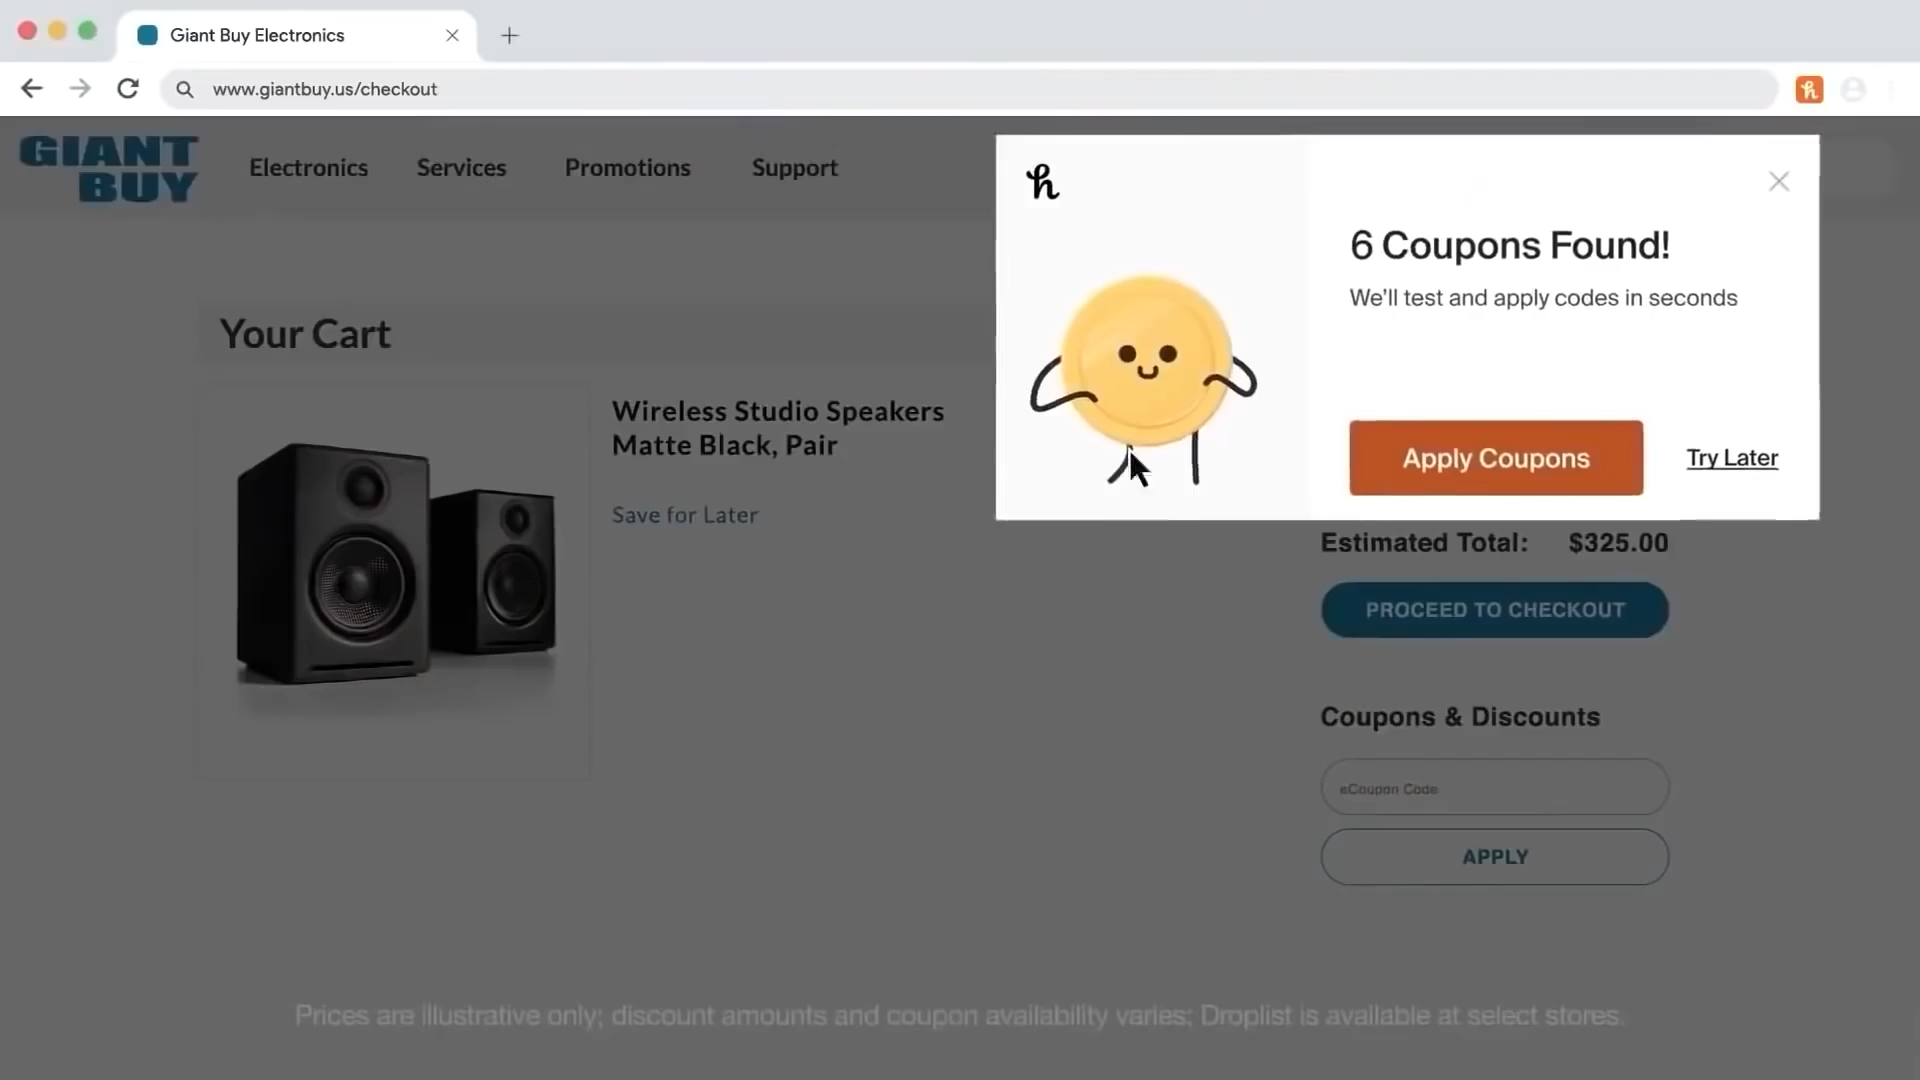 Giant Buy Electronics
www.giantbuy.us/checkout
GIANT
BUY
Electronics
Services
Promotions
Support
h
6 Coupons Found!
We'll test and apply codes in seconds
Apply Coupons
Try Later
Your Cart
Wireless Studio Speakers
Matte Black, Pair
Save for Later
Estimated Total: $325.00
PROCEED TO CHECKOUT
Coupons & Discounts
eCoupon Code
APPLY
Prices are illustrative only; discount amounts and coupon availability varies; Droplist is available at select stores.